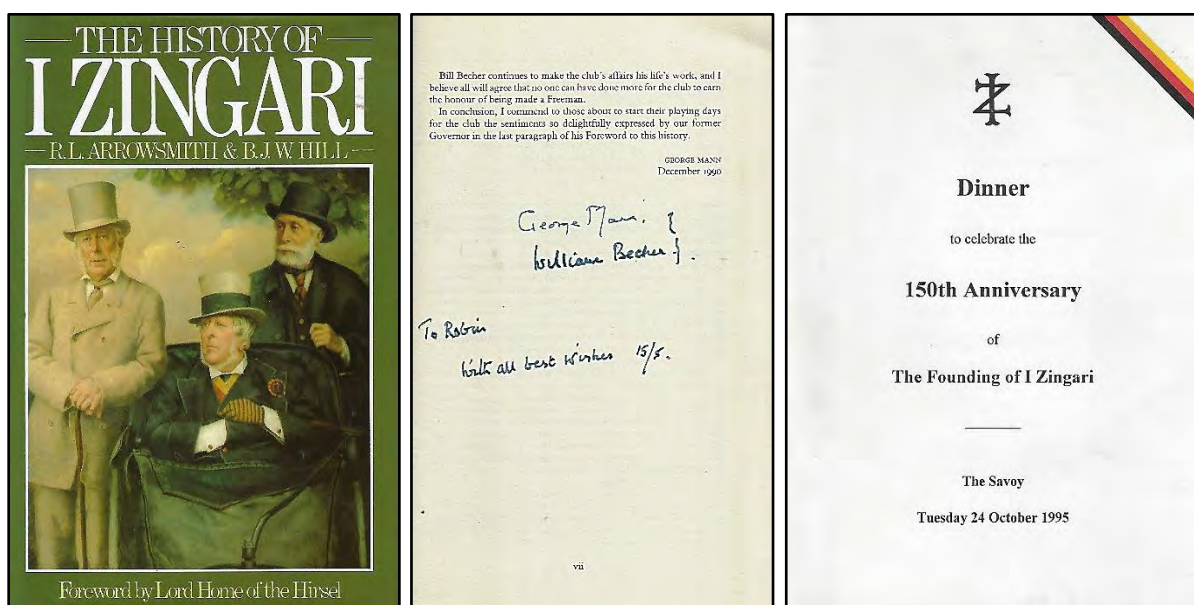 THE HISTORY OF
I ZINGARI
R.L. ARROWSMITH & B.J.W. HILL
Foreword by Lord Home of the Hirsel
Bill Becher continues to make the club's affairs his life's work, and I
believe all will agree that no one can have done more for the club to earn
the honour of being made a Freeman.
In conclusion, I commend to those about to start their playing days
for the club the sentiments so delightfully expressed by our former
Governor in the last paragraph of his Foreword to this history.
GEORGE MANN
December 1990
George Mann
William Becher
To Robin
With all best wishes 15/5.
vii
IZ
Dinner
to celebrate the
150th Anniversary
of
The Founding of I Zingari
The Savoy
Tuesday 24 October 1995